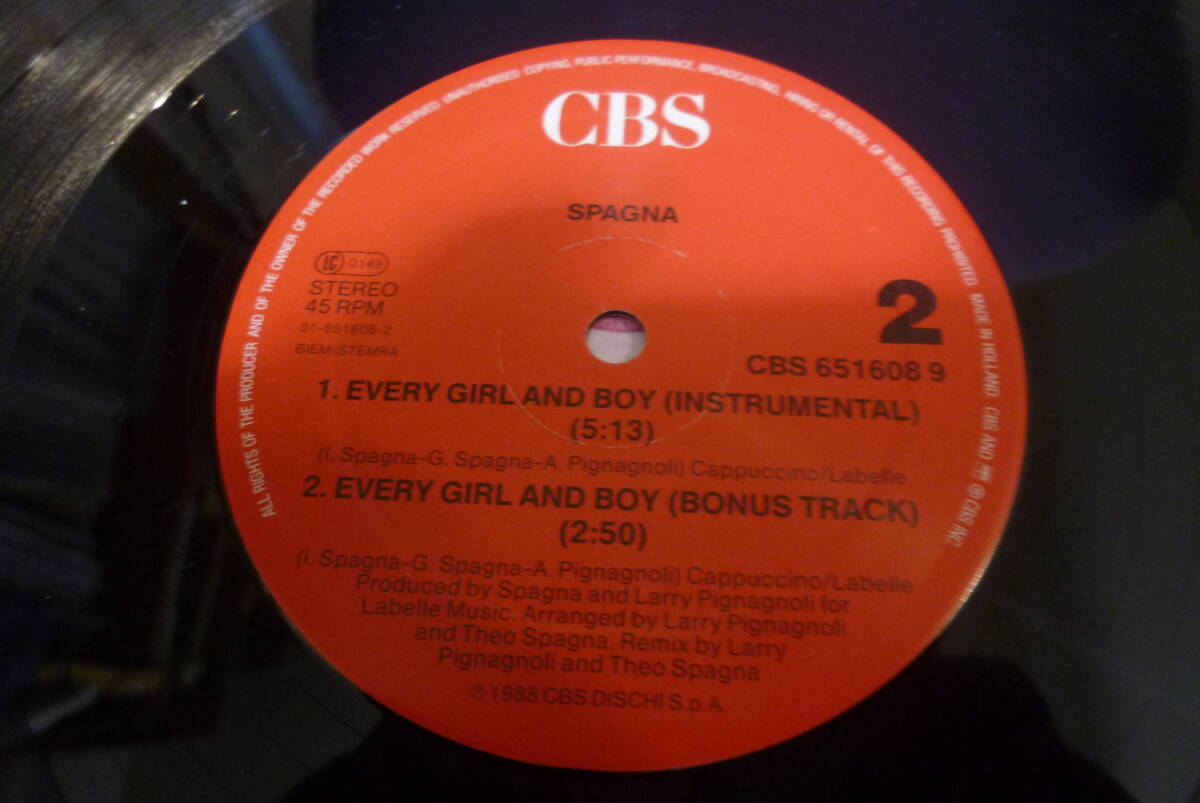 CBS
SPAGNA
LC 0149
STEREO
45 RPM
01-651608-2
BIEM/STEMRA
2
CBS 651608 9
1. EVERY GIRL AND BOY (INSTRUMENTAL)
(5:13)
(I. Spagna-G. Spagna-A. Pignagnoli) Cappuccino/Labelle
2. EVERY GIRL AND BOY (BONUS TRACK)
(2:50)
(I. Spagna-G. Spagna-A. Pignagnoli) Cappuccino/Labelle
Produced by Spagna and Larry Pignagnoli for
Labelle Music. Arranged by Larry Pignagnoli
and Theo Spagna. Remix by Larry
Pignagnoli and Theo Spagna
℗ 1988 CBS DISCHI S.p.A.
ALL RIGHTS OF THE PRODUCER AND OF THE OWNER OF THE RECORDED WORK RESERVED. UNAUTHORISED COPYING, PUBLIC PERFORMANCE, BROADCASTING, HIRING OR RENTAL OF THIS RECORDING PROHIBITED. MADE IN HOLLAND. CBS AND ® CBS INC.